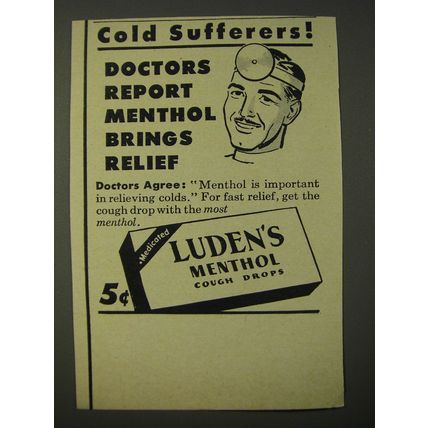 Cold Sufferers!
DOCTORS
REPORT
MENTHOL
BRINGS
RELIEF
Doctors Agree: "Menthol is important
in relieving colds." For fast relief, get the
cough drop with the most
menthol.
Medicated
LUDEN'S
MENTHOL
COUGH DROPS
5¢